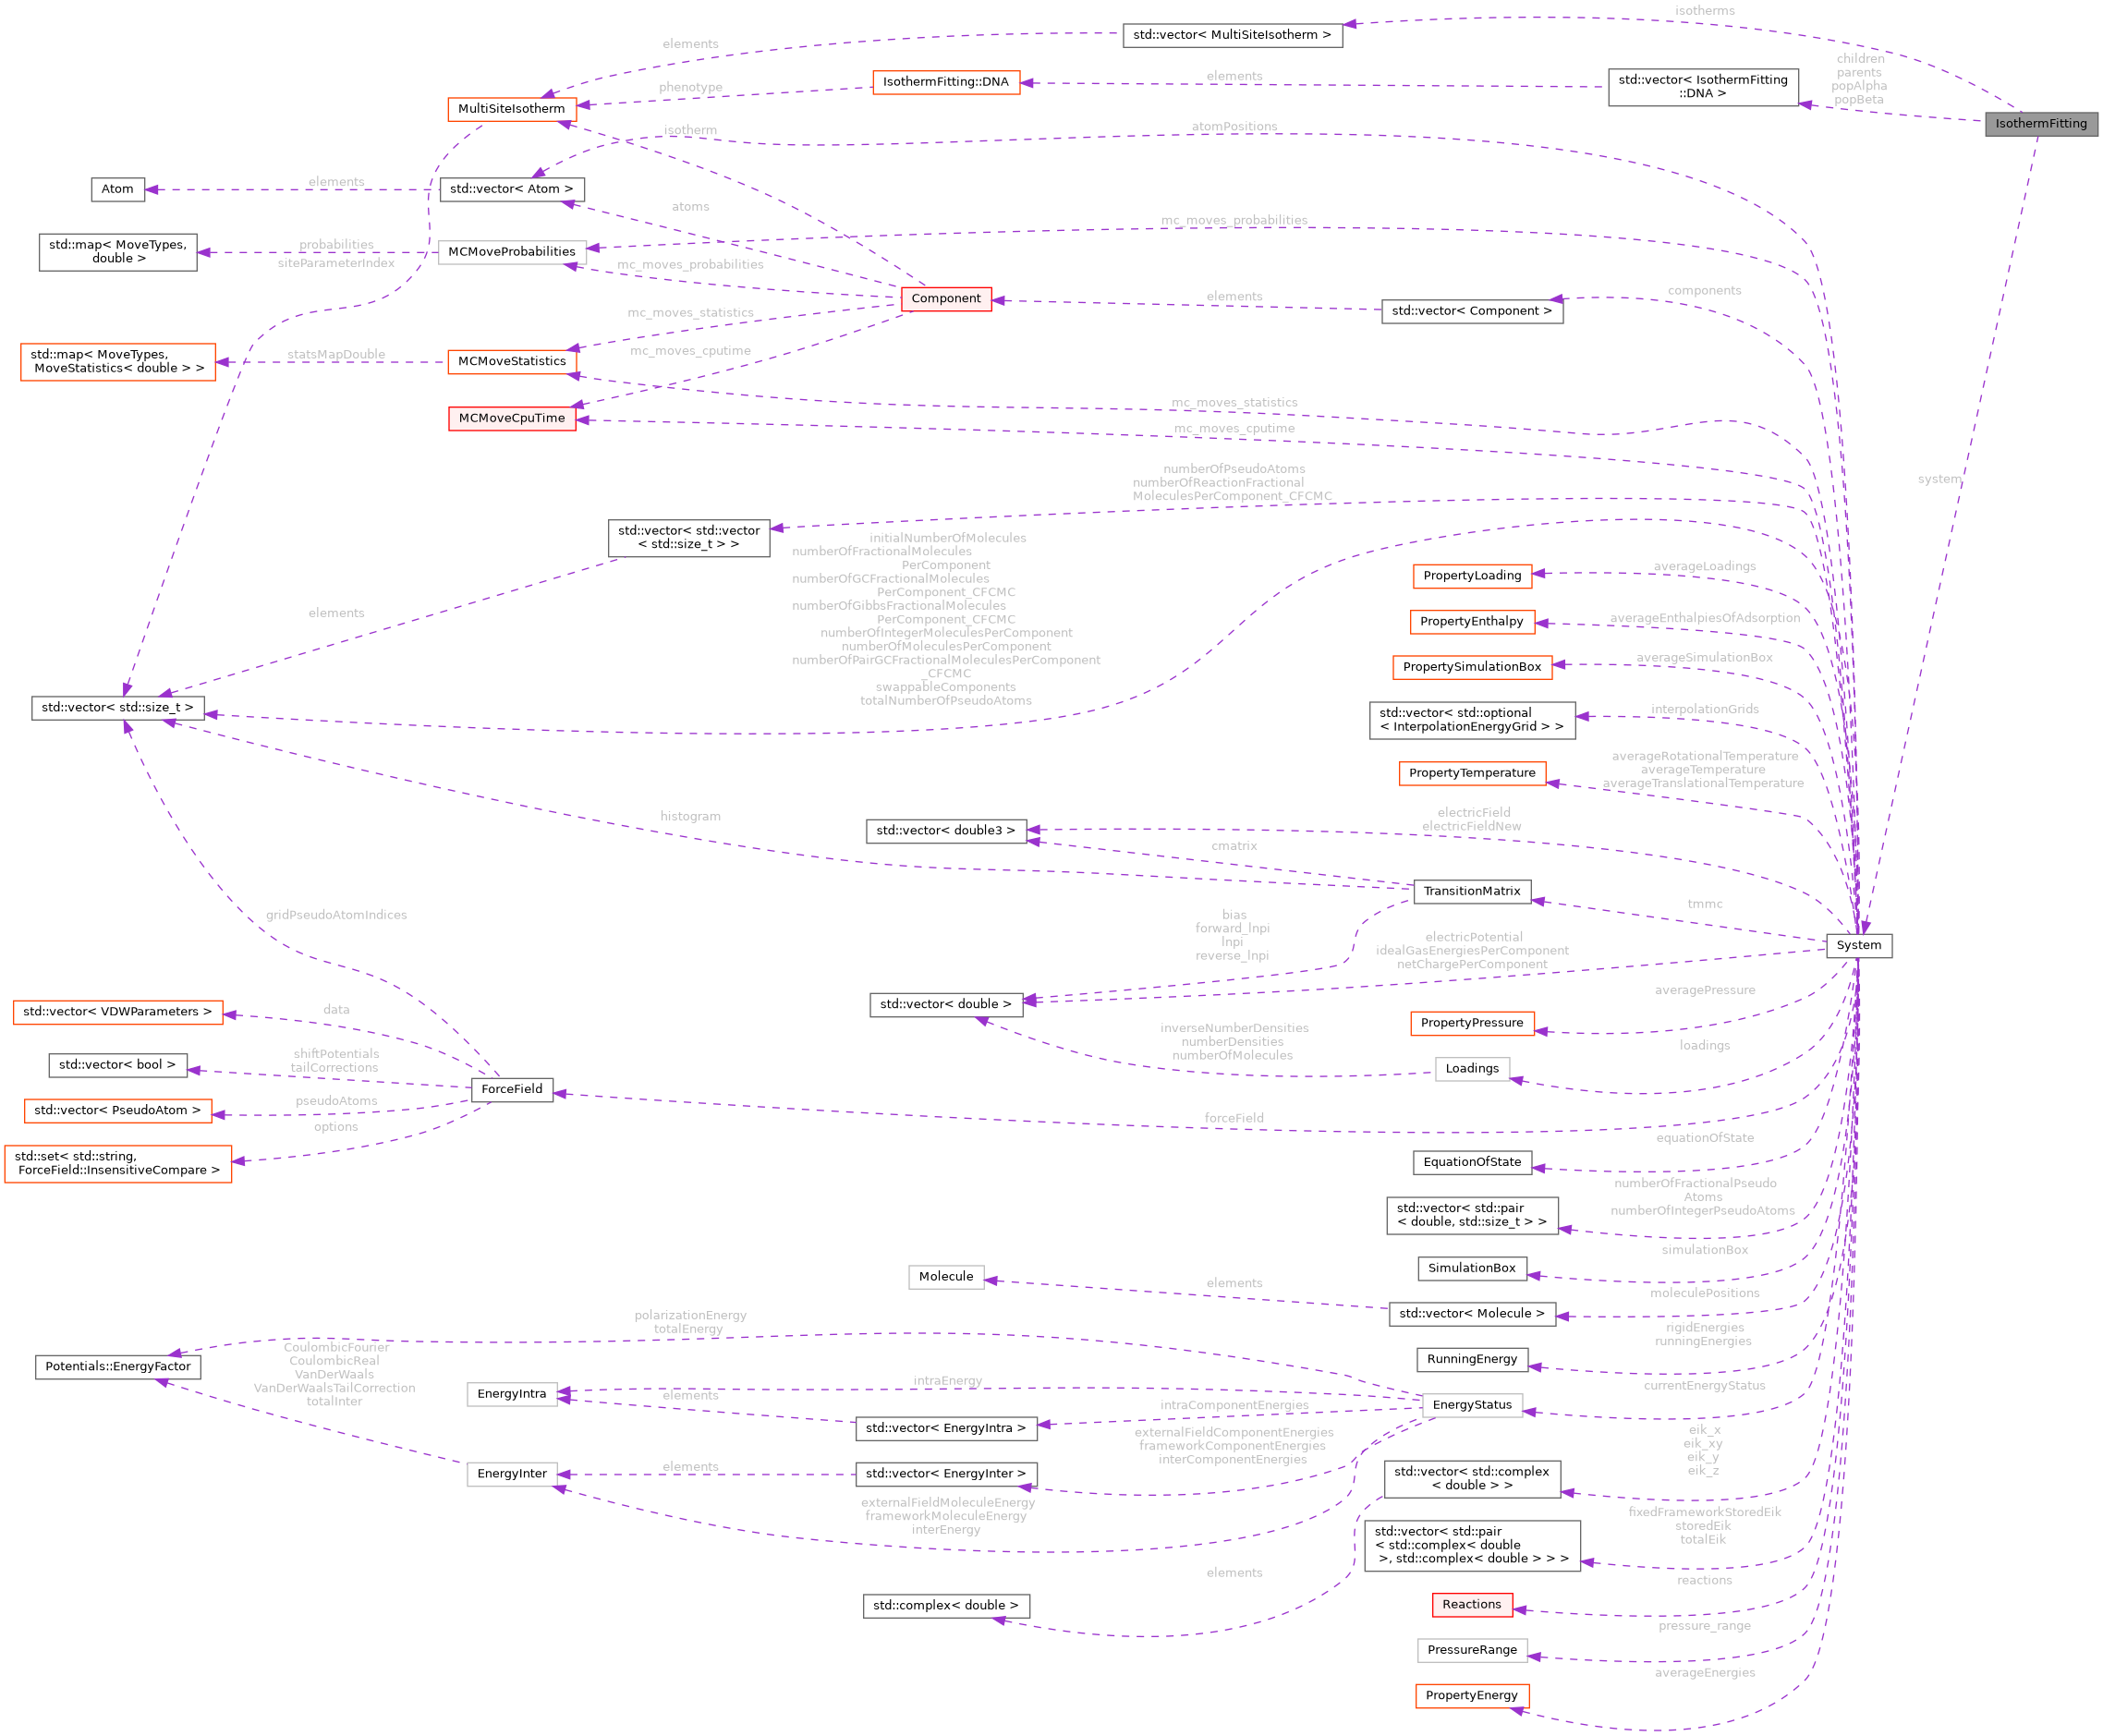 isotherms
std::vector< MultiSiteIsotherm >
elements
children
parents
popAlpha
popBeta
phenotype
IsothermFitting::DNA
elements
std::vector< IsothermFitting
::DNA >
MultiSiteIsotherm
IsothermFitting
isotherm
atomPositions
Atom
elements
std::vector< Atom >
atoms
mc_moves_probabilities
std::map< MoveTypes,
double >
probabilities
siteParameterIndex
MCMoveProbabilities
mc_moves_probabilities
Component
elements
components
std::vector< Component >
mc_moves_statistics
std::map< MoveTypes,
MoveStatistics< double > >
statsMapDouble
MCMoveStatistics
mc_moves_cputime
mc_moves_statistics
MCMoveCpuTime
mc_moves_cputime
numberOfPseudoAtoms
numberOfReactionFractional
MoleculesPerComponent_CFCMC
system
std::vector< std::vector
< std::size_t > >
initialNumberOfMolecules
numberOfFractionalMolecules
PerComponent
numberOfGCFractionalMolecules
PerComponent_CFCMC
numberOfGibbsFractionalMolecules
PerComponent_CFCMC
numberOfIntegerMoleculesPerComponent
numberOfMoleculesPerComponent
numberOfPairGCFractionalMoleculesPerComponent
_CFCMC
swappableComponents
totalNumberOfPseudoAtoms
elements
PropertyLoading
averageLoadings
PropertyEnthalpy
averageEnthalpiesOfAdsorption
PropertySimulationBox
averageSimulationBox
std::vector< std::size_t >
std::vector< std::optional
< InterpolationEnergyGrid > >
interpolationGrids
PropertyTemperature
averageRotationalTemperature
averageTemperature
averageTranslationalTemperature
histogram
std::vector< double3 >
electricField
electricFieldNew
cmatrix
TransitionMatrix
tmmc
gridPseudoAtomIndices
bias
forward_lnpi
lnpi
reverse_lnpi
electricPotential
idealGasEnergiesPerComponent
netChargePerComponent
System
std::vector< double >
averagePressure
PropertyPressure
inverseNumberDensities
numberDensities
numberOfMolecules
Loadings
loadings
std::vector< VDWParameters >
data
std::vector< bool >
shiftPotentials
tailCorrections
ForceField
std::vector< PseudoAtom >
pseudoAtoms
forceField
options
std::set< std::string,
ForceField::InsensitiveCompare >
EquationOfState
equationOfState
std::vector< std::pair
< double, std::size_t > >
numberOfFractionalPseudo
Atoms
numberOfIntegerPseudoAtoms
SimulationBox
simulationBox
Molecule
elements
std::vector< Molecule >
moleculePositions
polarizationEnergy
totalEnergy
RunningEnergy
rigidEnergies
runningEnergies
Potentials::EnergyFactor
CoulombicFourier
CoulombicReal
VanDerWaals
VanDerWaalsTailCorrection
totalInter
EnergyIntra
elements
intraEnergy
intraComponentEnergies
EnergyStatus
currentEnergyStatus
std::vector< EnergyIntra >
externalFieldComponentEnergies
frameworkComponentEnergies
interComponentEnergies
EnergyInter
elements
std::vector< EnergyInter >
std::vector< std::complex
< double > >
eik_x
eik_xy
eik_y
eik_z
externalFieldMoleculeEnergy
frameworkMoleculeEnergy
interEnergy
std::vector< std::pair
< std::complex< double
>, std::complex< double > > >
fixedFrameworkStoredEik
storedEik
totalEik
elements
std::complex< double >
Reactions
reactions
PressureRange
pressure_range
PropertyEnergy
averageEnergies